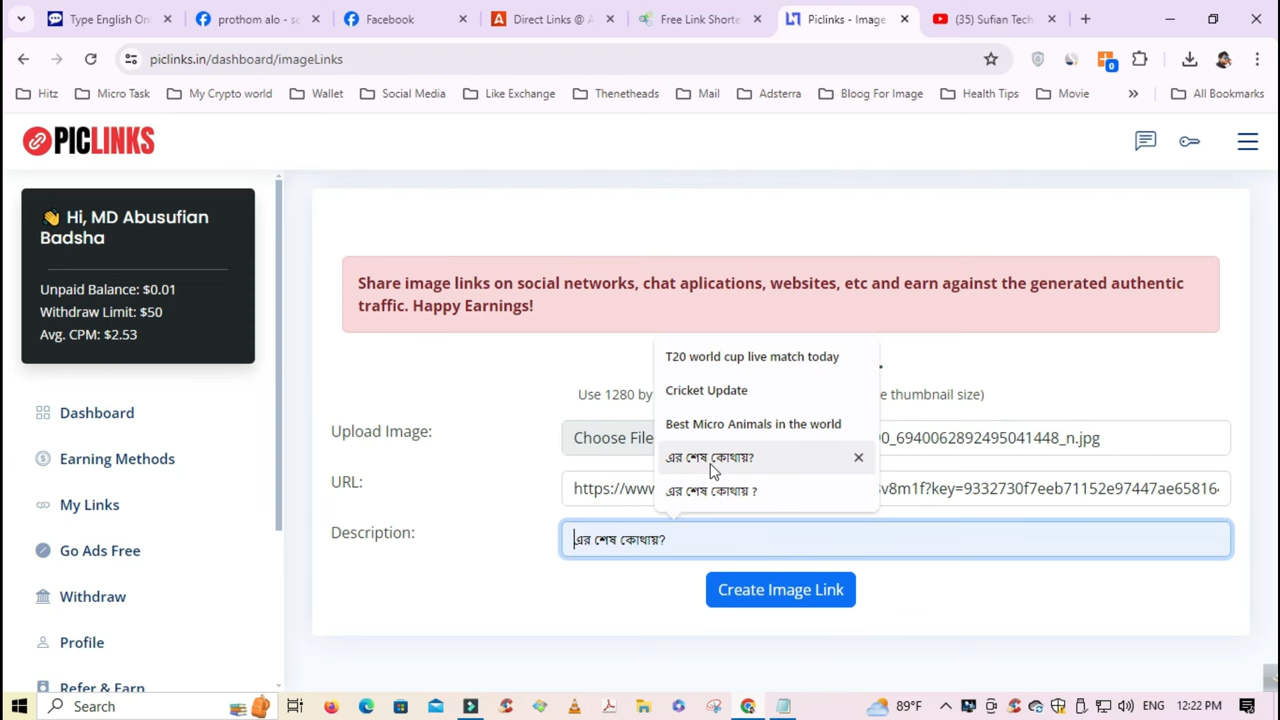 Type English On
prothom alo - so
Facebook
Direct Links @ A
Free Link Shorte
Piclinks - Image
(35) Sufian Tech
piclinks.in/dashboard/imageLinks
0
Hitz
Micro Task
My Crypto world
Wallet
Social Media
Like Exchange
Thenetheads
Mail
Adsterra
Bloog For Image
Health Tips
Movie
All Bookmarks
PICLINKS
Hi, MD Abusufian
Badsha
Unpaid Balance: $0.01
Withdraw Limit: $50
Avg. CPM: $2.53
Dashboard
Earning Methods
My Links
Go Ads Free
Withdraw
Profile
Refer & Earn
Share image links on social networks, chat aplications, websites, etc and earn against the generated authentic
traffic. Happy Earnings!
T20 world cup live match today
Cricket Update
Use 1280 by
e thumbnail size)
Best Micro Animals in the world
Upload Image:
Choose File
0_6940062892495041448_n.jpg
এর শেষ কোথায়?
URL:
https://www
v8m1f?key=9332730f7eeb71152e97447ae65816
এর শেষ কোথায় ?
Description:
এর শেষ কোথায়?
Create Image Link
Search
89°F
12:22 PM